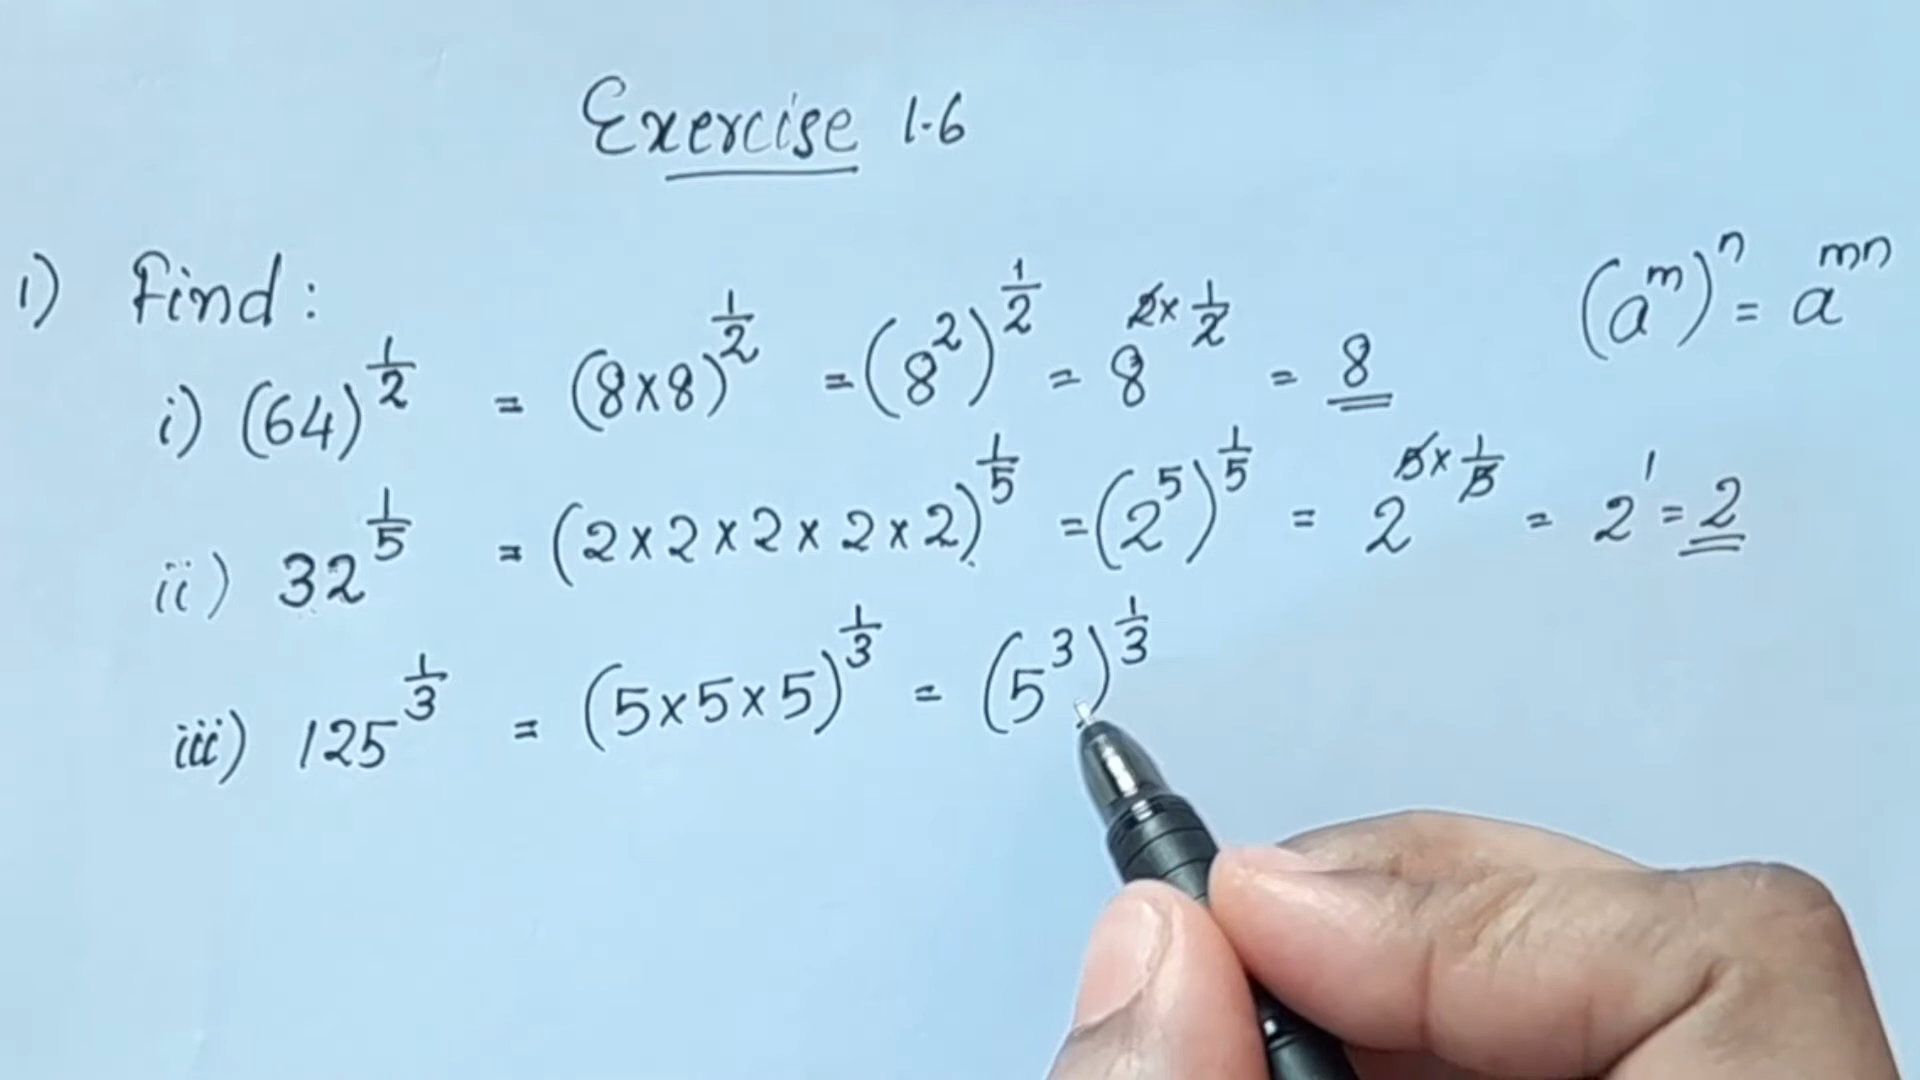 Exercise 1.6
1) Find :
(a^m)^n = a^mn
i) (64)^1/2 = (8×8)^1/2 = (8^2)^1/2 = 8^2×1/2 = 8
ii) 32^1/5 = (2×2×2×2×2)^1/5 = (2^5)^1/5 = 2^5×1/5 = 2^1 = 2
iii) 125^1/3 = (5×5×5)^1/3 = (5^3)^1/3